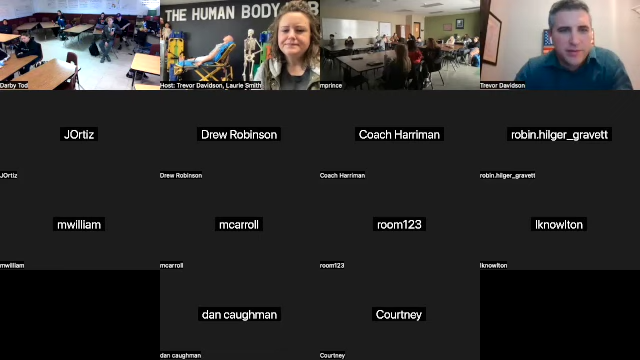 THE HUMAN BODY
Darby Tod
Host: Trevor Davidson, Laurie Smith
mprince
Trevor Davidson
JOrtiz
Drew Robinson
Coach Harriman
robin.hilger_gravett
JOrtiz
Drew Robinson
Coach Harriman
robin.hilger_gravett
mwilliam
mcarroll
room123
lknowlton
mwilliam
mcarroll
room123
lknowlton
dan caughman
Courtney
dan caughman
Courtney